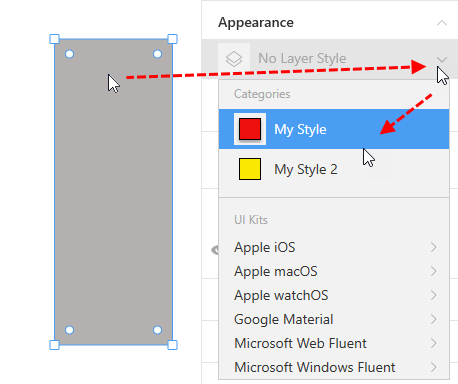 Appearance
No Layer Style
Categories
My Style
My Style 2
UI Kits
Apple iOS
Apple macOS
Apple watchOS
Google Material
Microsoft Web Fluent
Microsoft Windows Fluent